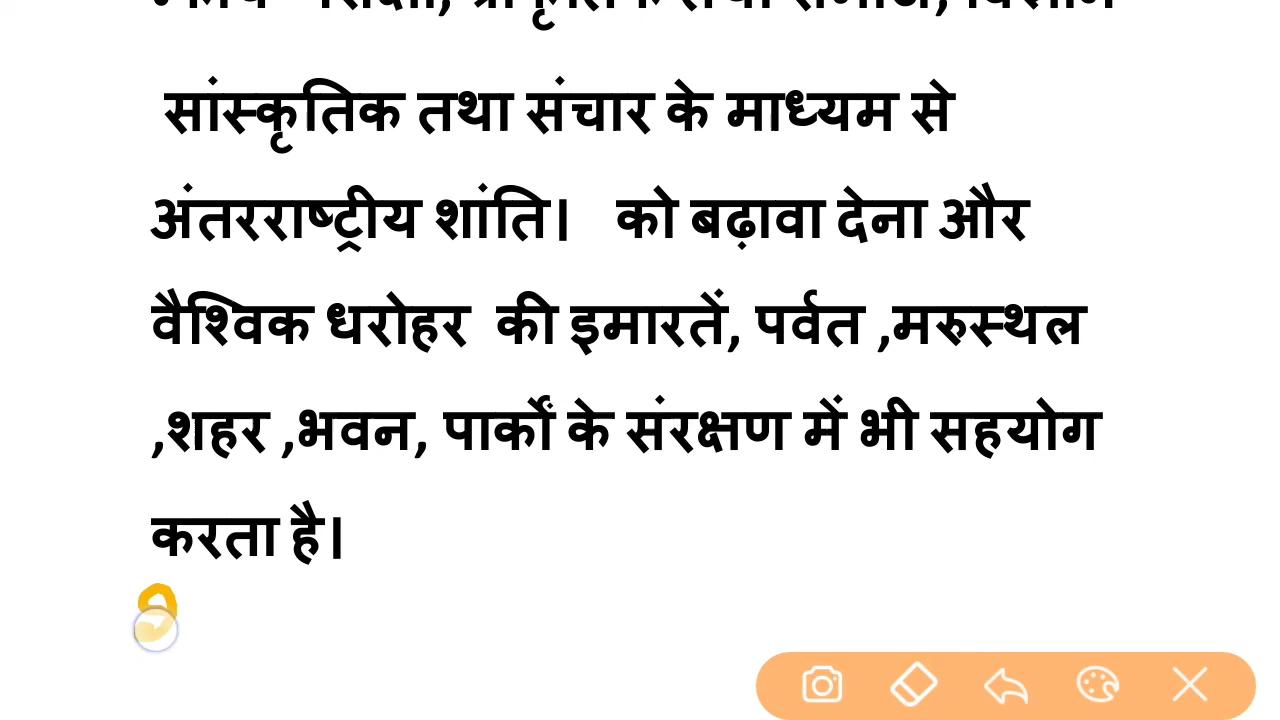 सांस्कृतिक तथा संचार के माध्यम से
अंतरराष्ट्रीय शांति। को बढ़ावा देना और
वैश्विक धरोहर की इमारतें, पर्वत ,मरुस्थल
,शहर ,भवन, पार्कों के संरक्षण में भी सहयोग
करता है।